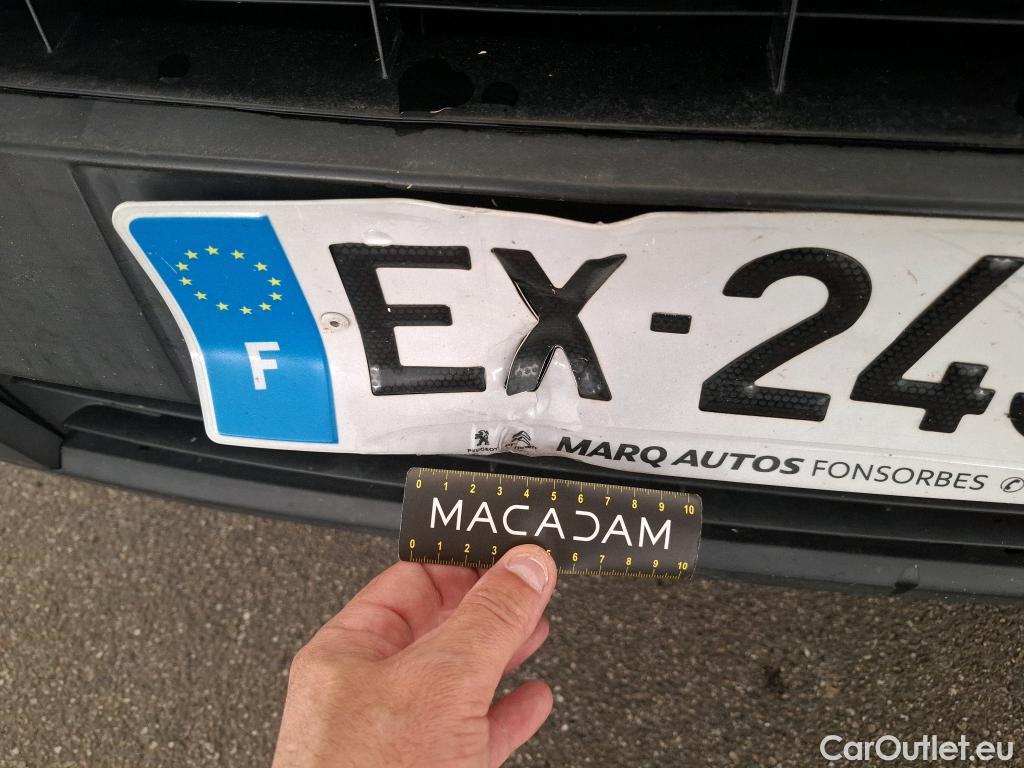 EX-24
F
PEUGEOT
MARQ AUTOS FONSORBES
0 1 2 3 4 5 6 7 8 9 10
MACADAM
0 1 2 3 5 6 7 8 9 10
CarOutlet.eu